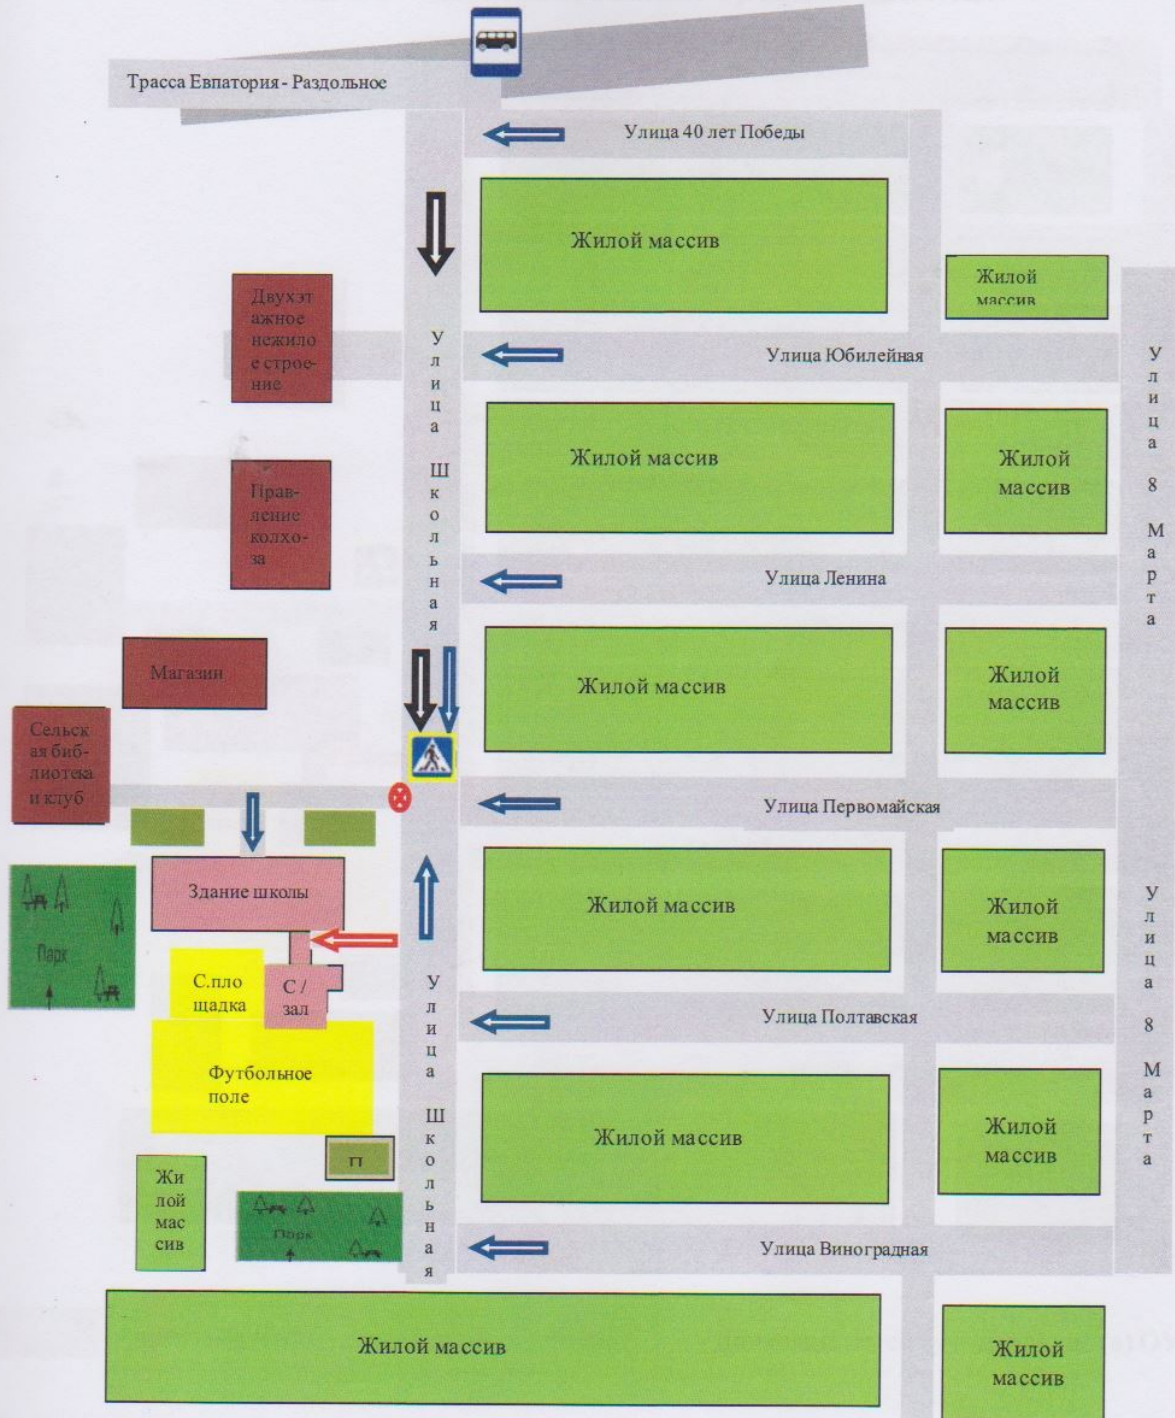 Трасса Евпатория - Раздольное
Улица 40 лет Победы
Жилой массив
Жилой
массив
Двухэт
ажное
нежило
е строе-
ние
Улица Юбилейная
Улица Школьная
Улица 8 Марта
Жилой массив
Жилой
массив
Прав-
ление
колхо-
за
Улица Ленина
Магазин
Жилой массив
Жилой
массив
Сельск
ая биб-
лиотека
и клуб
Улица Первомайская
Здание школы
Жилой массив
Жилой
массив
Парк
С.пло
щадка
С /
зал
Улица Школьная
Улица 8 Марта
Улица Полтавская
Футбольное
поле
Жилой массив
Жилой
массив
П
Жи
лой
мас
сив
Парк
Улица Виноградная
Жилой массив
Жилой
массив